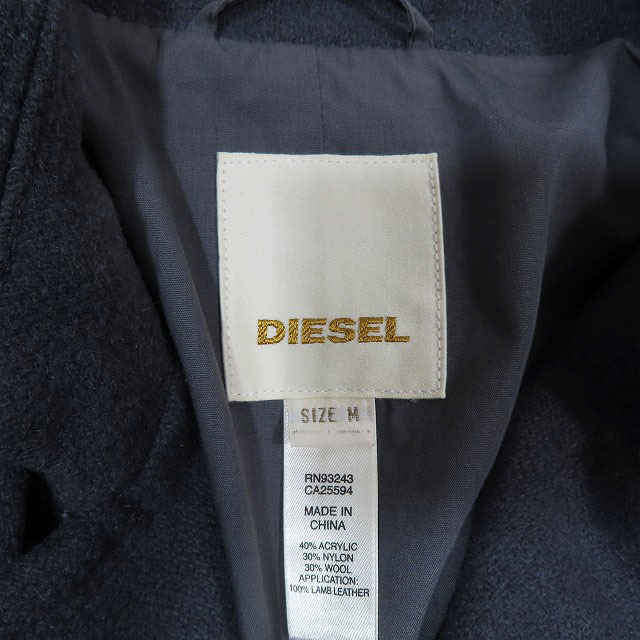 DIESEL
SIZE M
RN93243
CA25594
MADE IN
CHINA
40% ACRYLIC
30% NYLON
30% WOOL
APPLICATION:
100% LAMB LEATHER